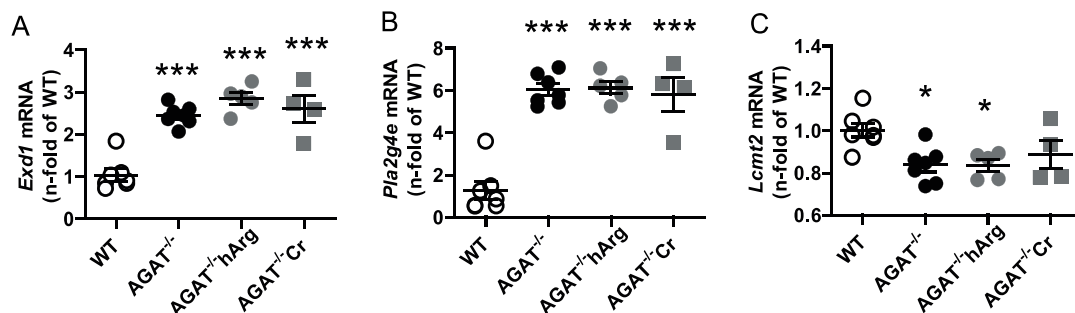 A
Exd1 mRNA
(n-fold of WT)
4
3
2
1
0
***
***
***
WT
AGAT-/-
AGAT-/-hArg
AGAT-/-Cr
B
Pla2g4e mRNA
(n-fold of WT)
8
6
4
2
0
***
***
***
WT
AGAT-/-
AGAT-/-hArg
AGAT-/-Cr
C
Lcmt2 mRNA
(n-fold of WT)
1.4
1.2
1.0
0.8
0.6
*
*
WT
AGAT-/-
AGAT-/-hArg
AGAT-/-Cr